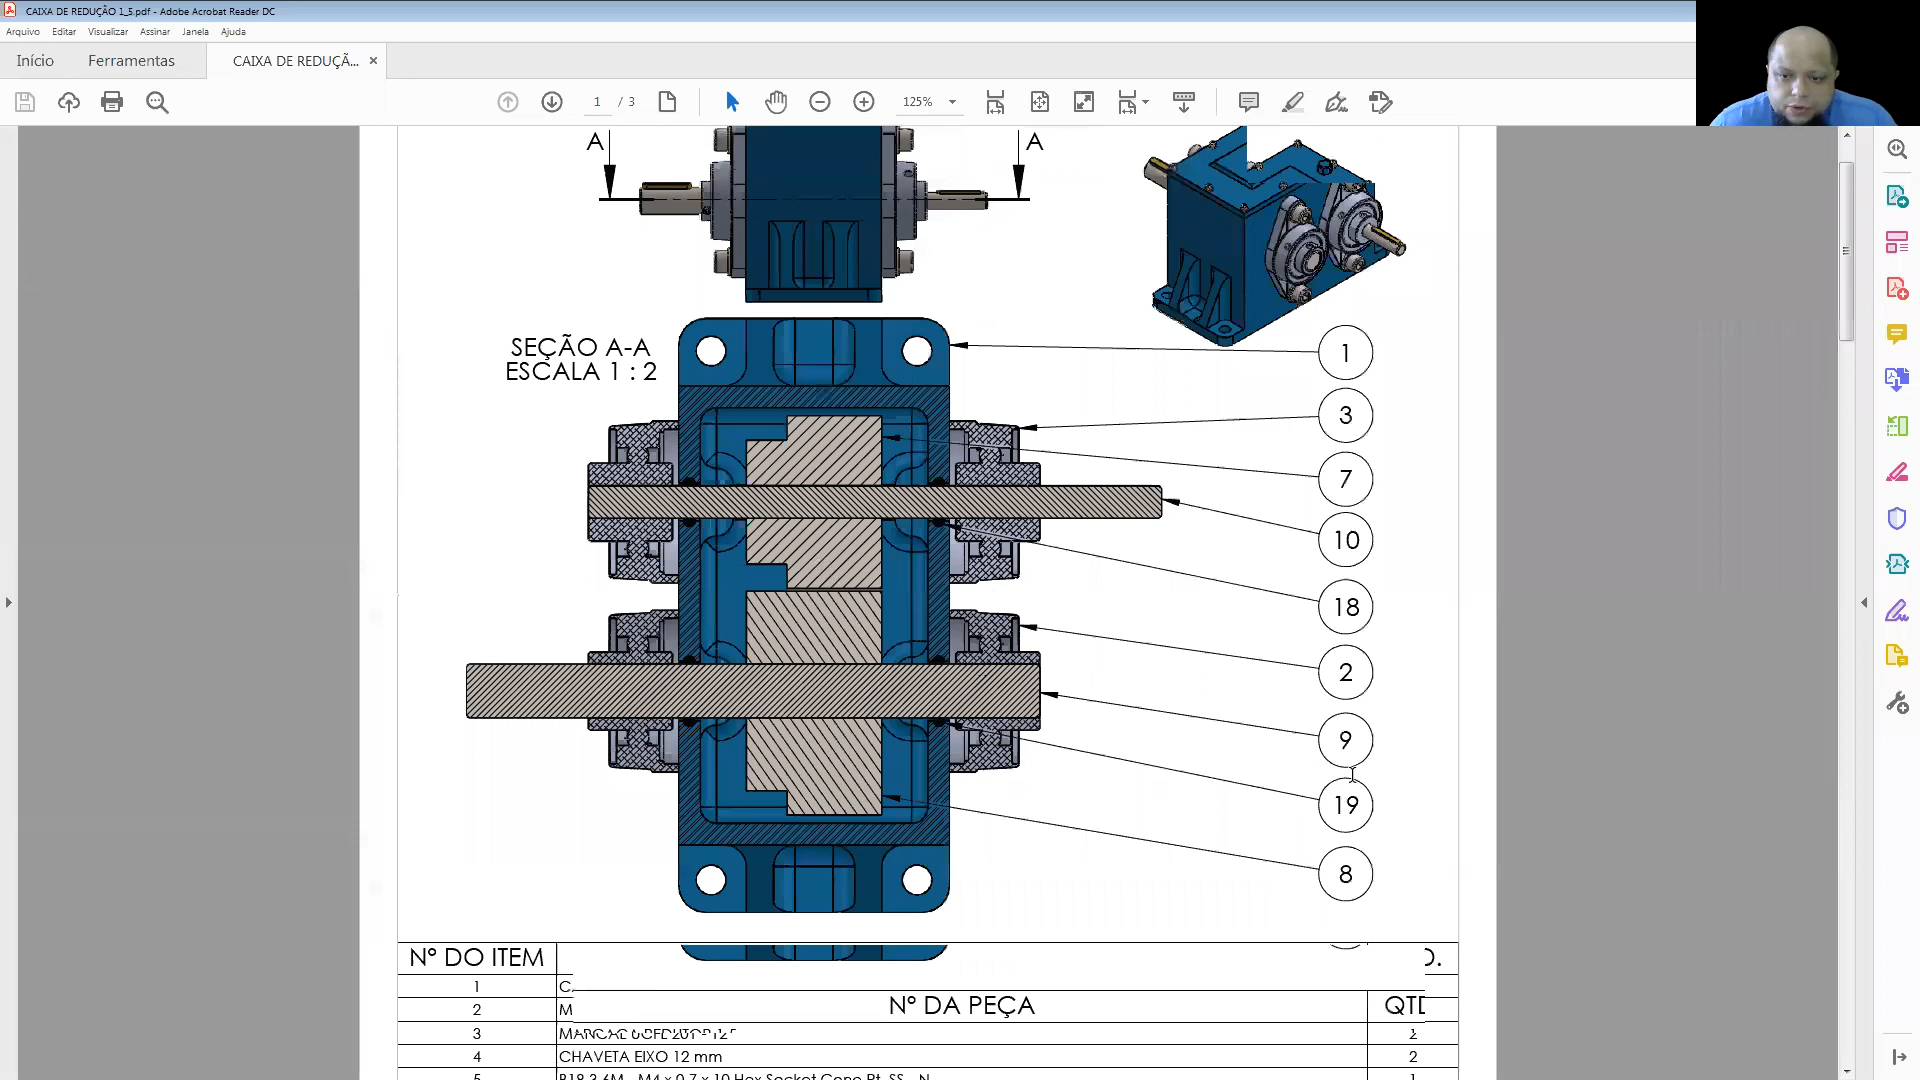 CAIXA DE REDUÇÃO 1_5.pdf - Adobe Acrobat Reader DC
Arquivo Editar Visualizar Assinar Janela Ajuda
Início Ferramentas CAIXA DE REDUÇÃ... ×
1 / 3 125%
A A
SEÇÃO A-A
ESCALA 1 : 2
1
3
7
10
18
2
9
19
8
Nº DO ITEM
1
Nº DA PEÇA
2 M
3
4 CHAVETA EIXO 12 mm 2